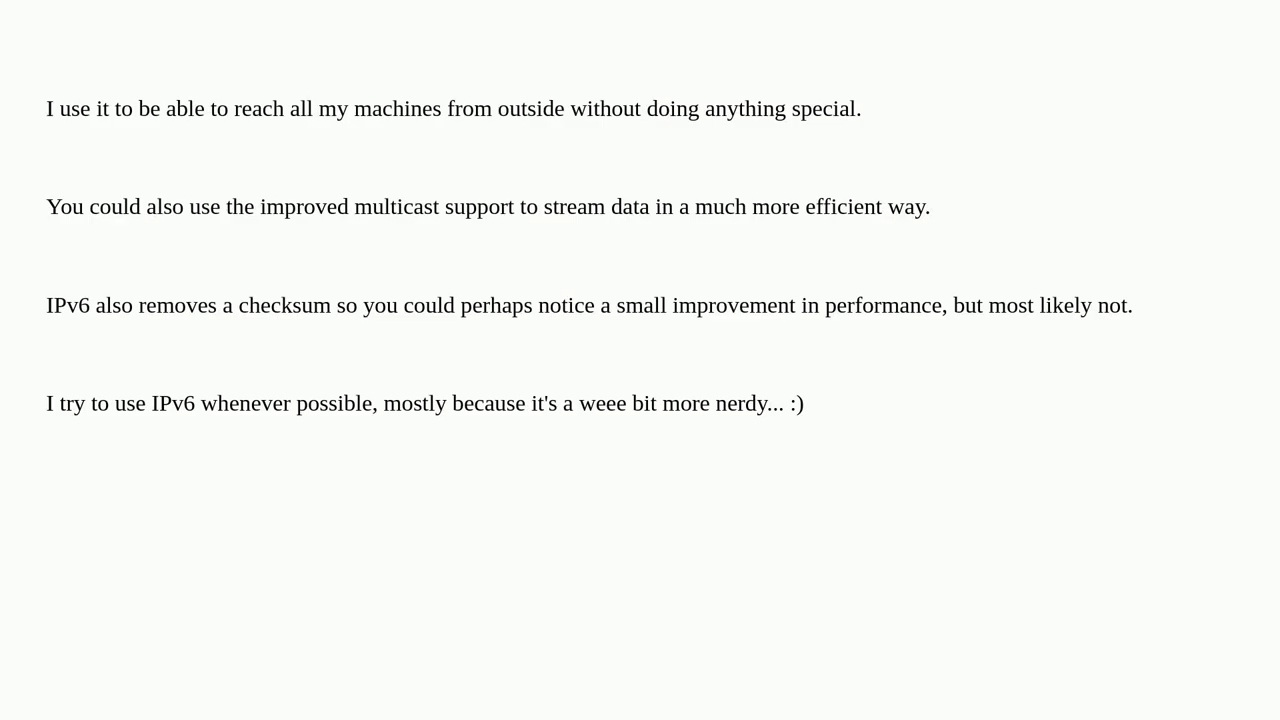 I use it to be able to reach all my machines from outside without doing anything special.
You could also use the improved multicast support to stream data in a much more efficient way.
IPv6 also removes a checksum so you could perhaps notice a small improvement in performance, but most likely not.
I try to use IPv6 whenever possible, mostly because it's a weee bit more nerdy... :)